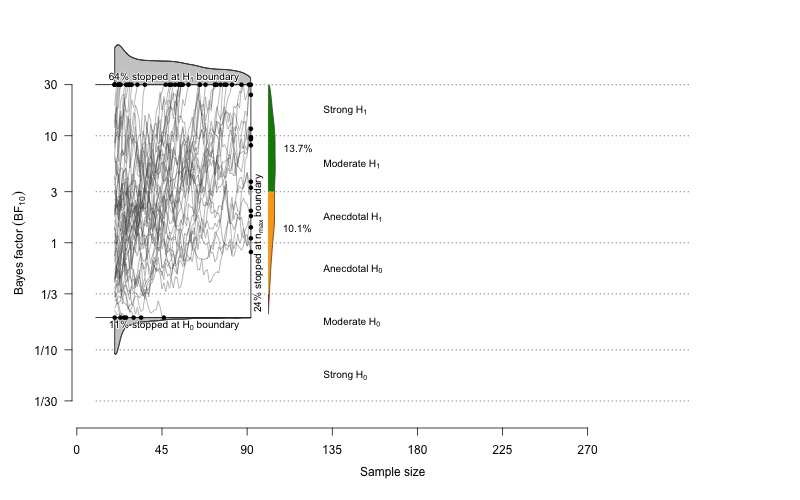 64% stopped at H₁ boundary
30
Strong H₁
10
13.7%
Moderate H₁
3
Anecdotal H₁
10.1%
1
Anecdotal H₀
1/3
24% stopped at nmax boundary
Moderate H₀
11% stopped at H₀ boundary
1/10
Strong H₀
1/30
Bayes factor (BF₁₀)
0 45 90 135 180 225 270
Sample size